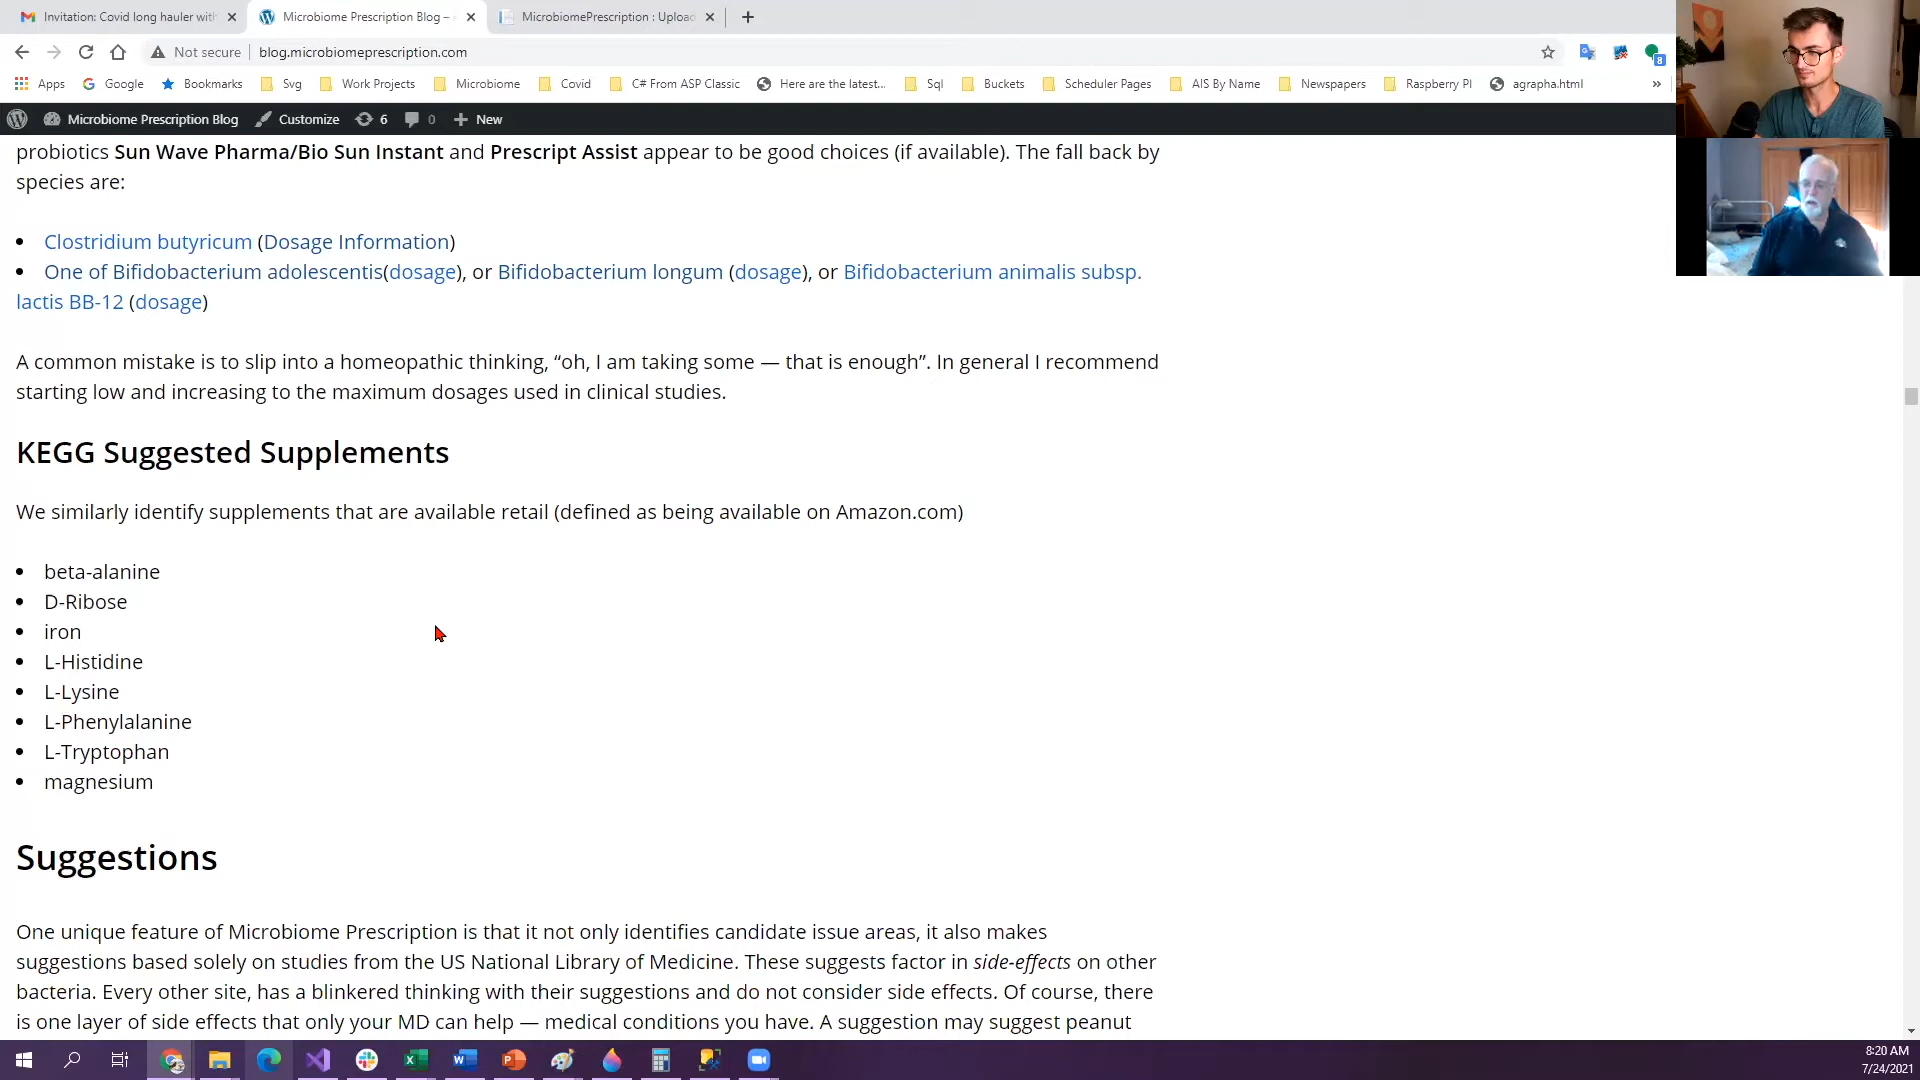 Invitation: Covid long hauler with
Microbiome Prescription Blog –
MicrobiomePrescription : Upload
Not secure
blog.microbiomeprescription.com
8
Apps
Google
Bookmarks
Svg
Work Projects
Microbiome
Covid
C# From ASP Classic
Here are the latest...
Sql
Buckets
Scheduler Pages
AIS By Name
Newspapers
Raspberry PI
agrapha.html
»
Microbiome Prescription Blog
Customize
6
0
New
probiotics Sun Wave Pharma/Bio Sun Instant and Prescript Assist appear to be good choices (if available). The fall back by
species are:
• Clostridium butyricum (Dosage Information)
• One of Bifidobacterium adolescentis(dosage), or Bifidobacterium longum (dosage), or Bifidobacterium animalis subsp.
lactis BB-12 (dosage)
A common mistake is to slip into a homeopathic thinking, “oh, I am taking some — that is enough”. In general I recommend
starting low and increasing to the maximum dosages used in clinical studies.
KEGG Suggested Supplements
We similarly identify supplements that are available retail (defined as being available on Amazon.com)
• beta-alanine
• D-Ribose
• iron
• L-Histidine
• L-Lysine
• L-Phenylalanine
• L-Tryptophan
• magnesium
Suggestions
One unique feature of Microbiome Prescription is that it not only identifies candidate issue areas, it also makes
suggestions based solely on studies from the US National Library of Medicine. These suggests factor in side-effects on other
bacteria. Every other site, has a blinkered thinking with their suggestions and do not consider side effects. Of course, there
is one layer of side effects that only your MD can help — medical conditions you have. A suggestion may suggest peanut
8:20 AM
7/24/2021